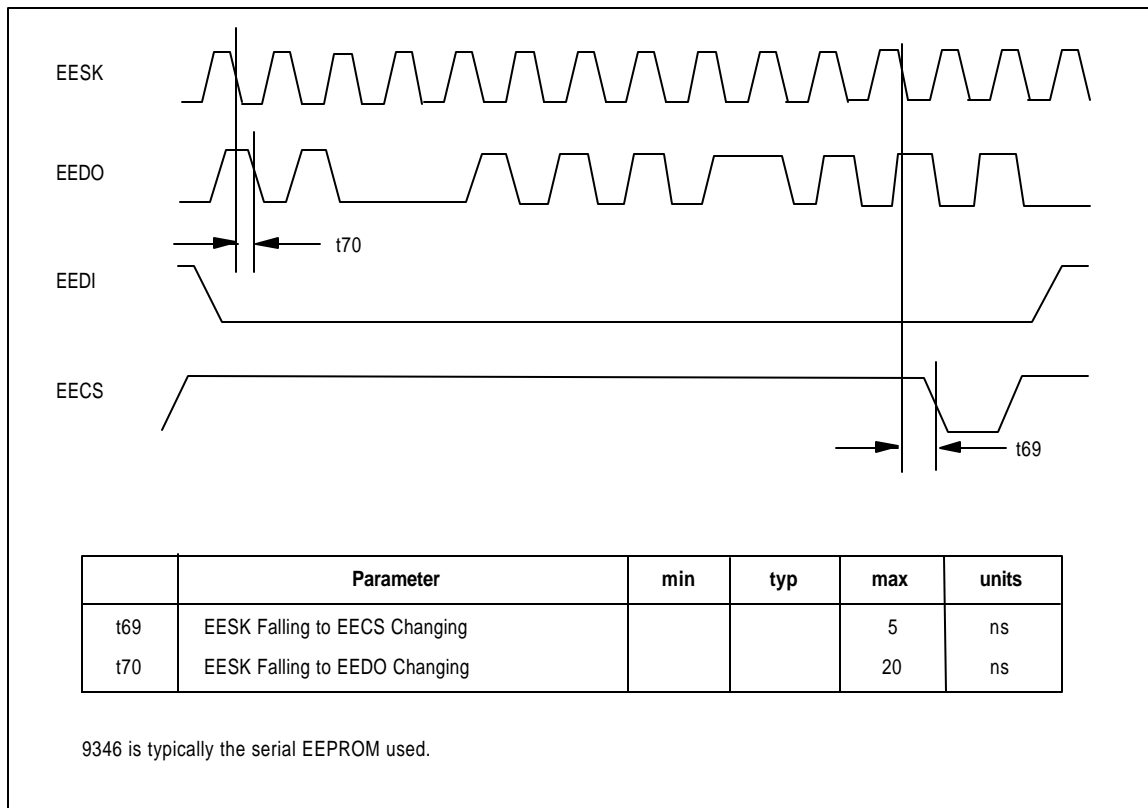 EESK
EEDO
t70
EEDI
EECS
t69
Parameter min typ max units
t69 EESK Falling to EECS Changing 5 ns
t70 EESK Falling to EEDO Changing 20 ns
9346 is typically the serial EEPROM used.